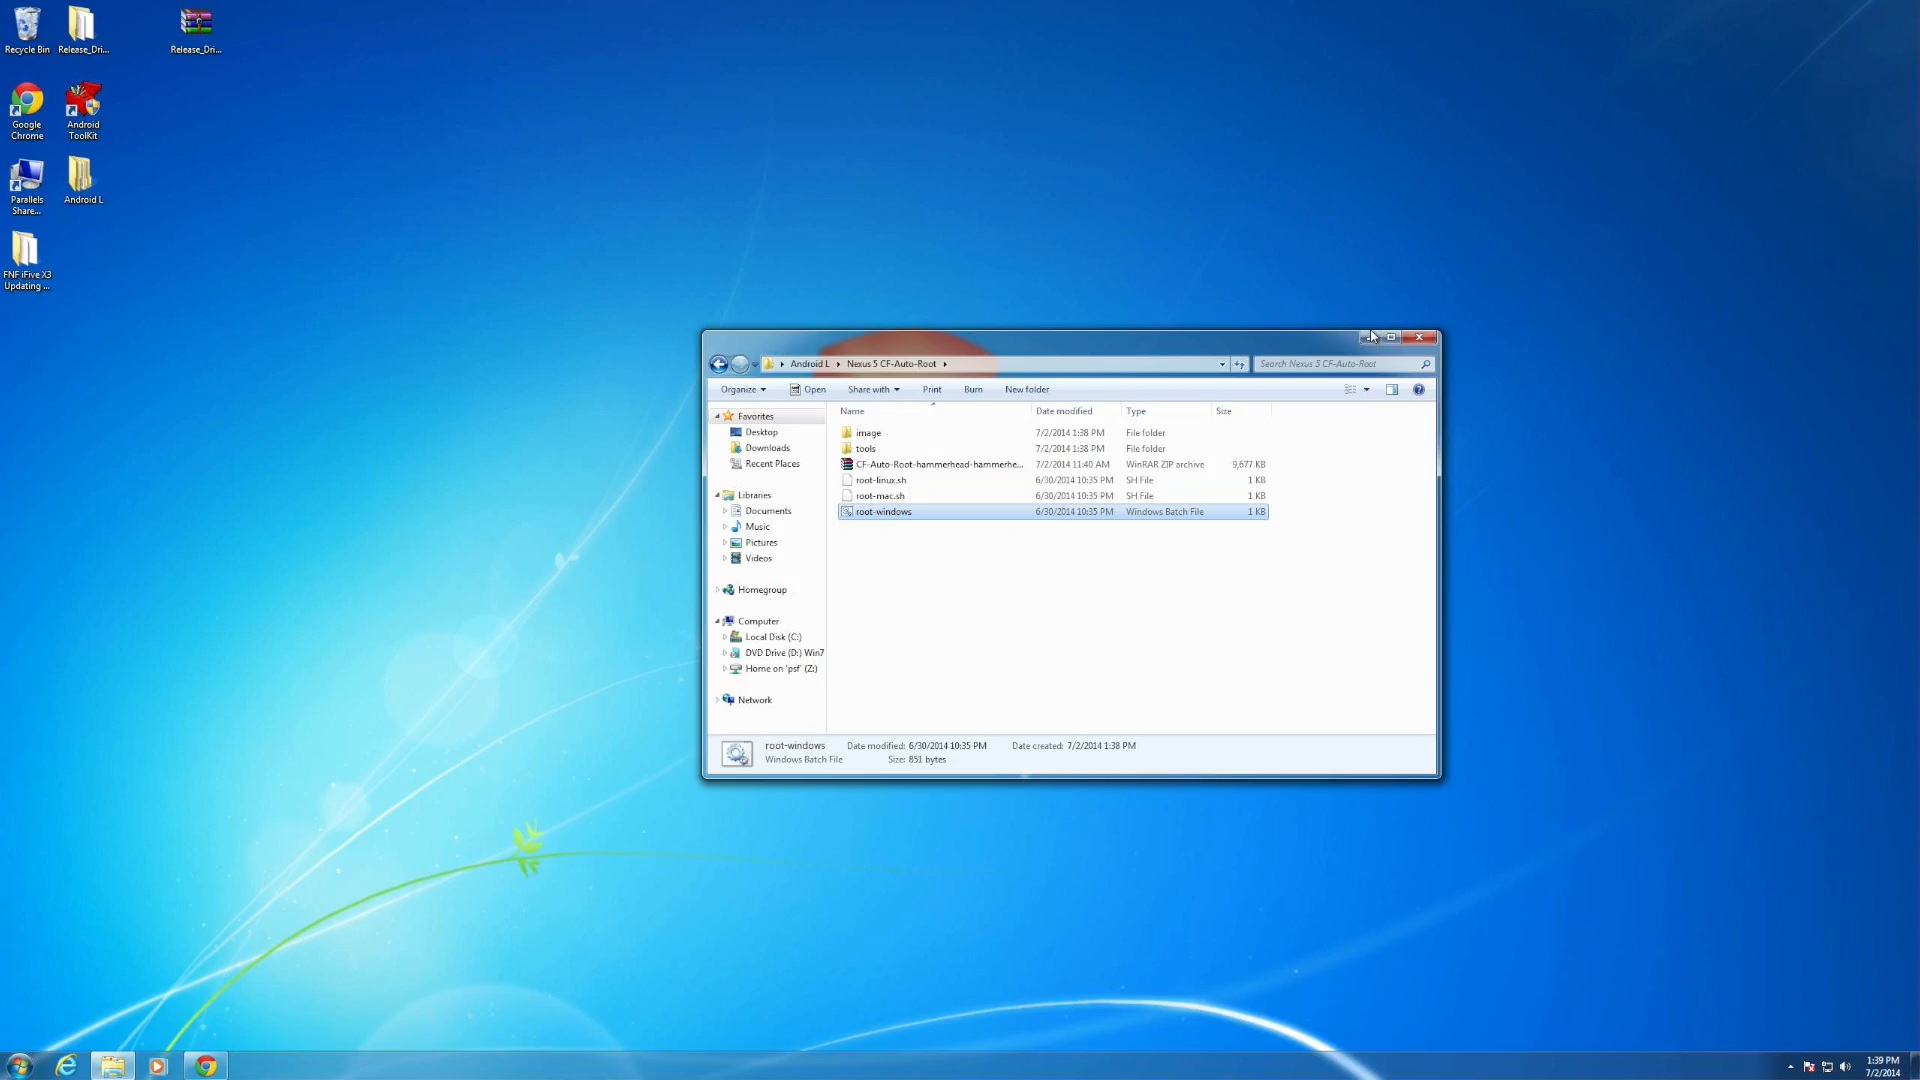 Recycle Bin
Release_Dri...
Release_Dri...
Google
Chrome
Android
ToolKit
Parallels
Share...
Android L
FNF iFive X3
Updating ...
Android L
Nexus 5 CF-Auto-Root
Search Nexus 5 CF-Auto-Root
Organize
Open
Share with
Print
Burn
New folder
Favorites
Desktop
Downloads
Recent Places
Libraries
Documents
Music
Pictures
Videos
Homegroup
Computer
Local Disk (C:)
DVD Drive (D:) Win7
Home on 'psf' (Z:)
Network
Name Date modified Type Size
image 7/2/2014 1:38 PM File folder
tools 7/2/2014 1:38 PM File folder
CF-Auto-Root-hammerhead-hammerhe... 7/2/2014 11:40 AM WinRAR ZIP archive 9,677 KB
root-linux.sh 6/30/2014 10:35 PM SH File 1 KB
root-mac.sh 6/30/2014 10:35 PM SH File 1 KB
root-windows 6/30/2014 10:35 PM Windows Batch File 1 KB
root-windows Date modified: 6/30/2014 10:35 PM Date created: 7/2/2014 1:38 PM
Windows Batch File Size: 851 bytes
1:39 PM
7/2/2014